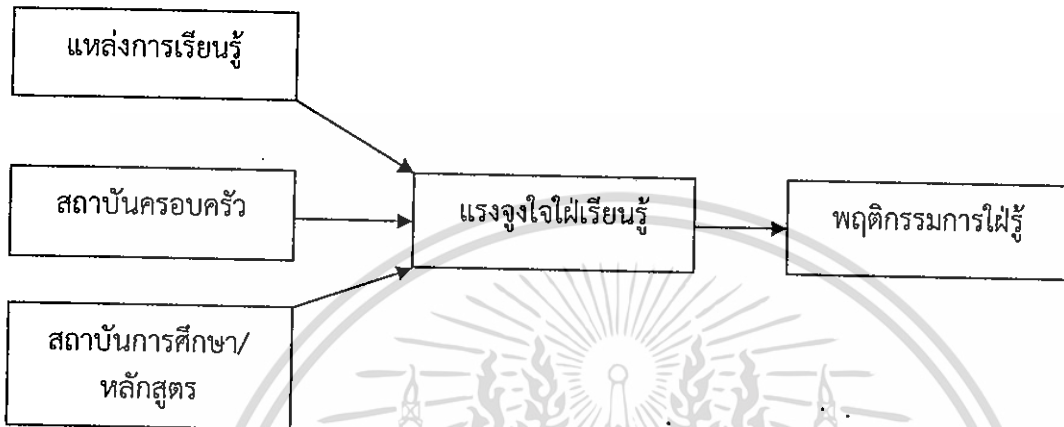 แหล่งการเรียนรู้
สถาบันครอบครัว
แรงจูงใจใฝ่เรียนรู้
พฤติกรรมการใฝ่รู้
สถาบันการศึกษา/
หลักสูตร